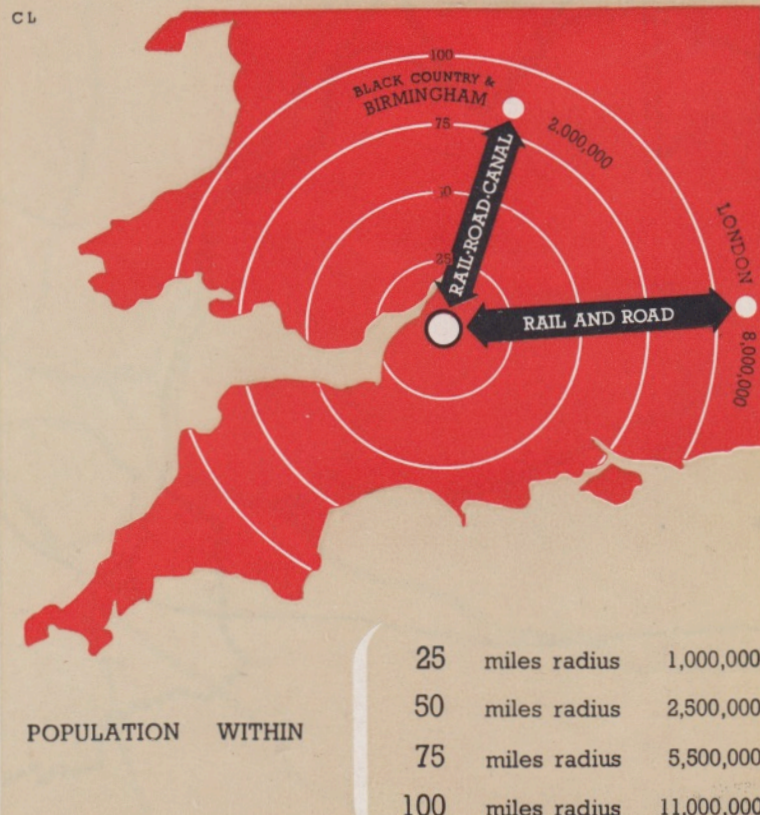 CL
100
BLACK COUNTRY &
BIRMINGHAM
75
2,000,000
50
RAIL·ROAD·CANAL
25
LONDON
RAIL AND ROAD
8,000,000
POPULATION WITHIN
25 miles radius 1,000,000
50 miles radius 2,500,000
75 miles radius 5,500,000
100 miles radius 11,000,000